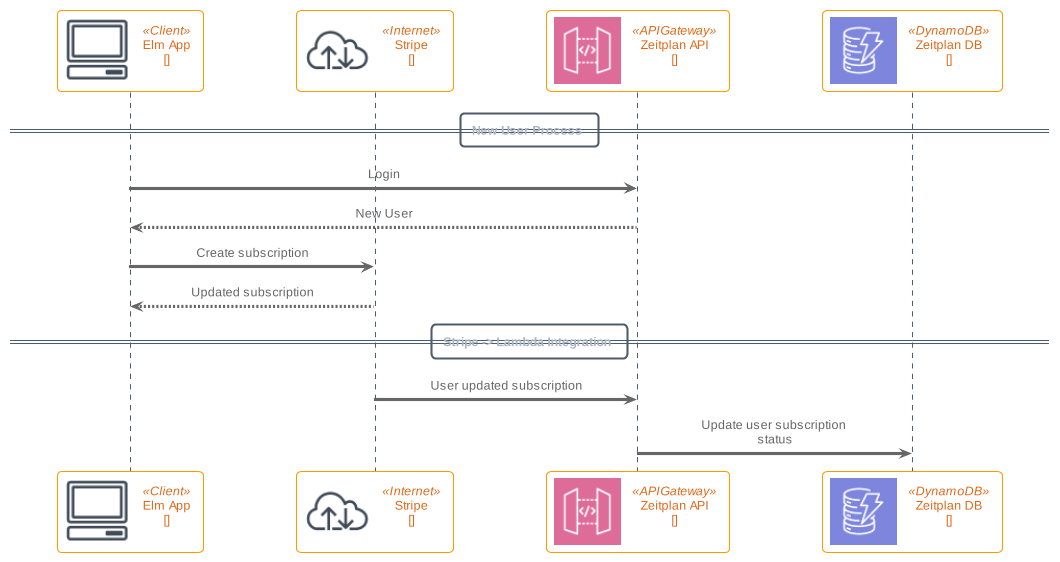 «Client»
Elm App
[]
«Internet»
Stripe
[]
«APIGateway»
Zeitplan API
[]
«DynamoDB»
Zeitplan DB
[]
New User Process
Login
New User
Create subscription
Updated subscription
Stripe -> Lambda Integration
User updated subscription
Update user subscription
status
«Client»
Elm App
[]
«Internet»
Stripe
[]
«APIGateway»
Zeitplan API
[]
«DynamoDB»
Zeitplan DB
[]